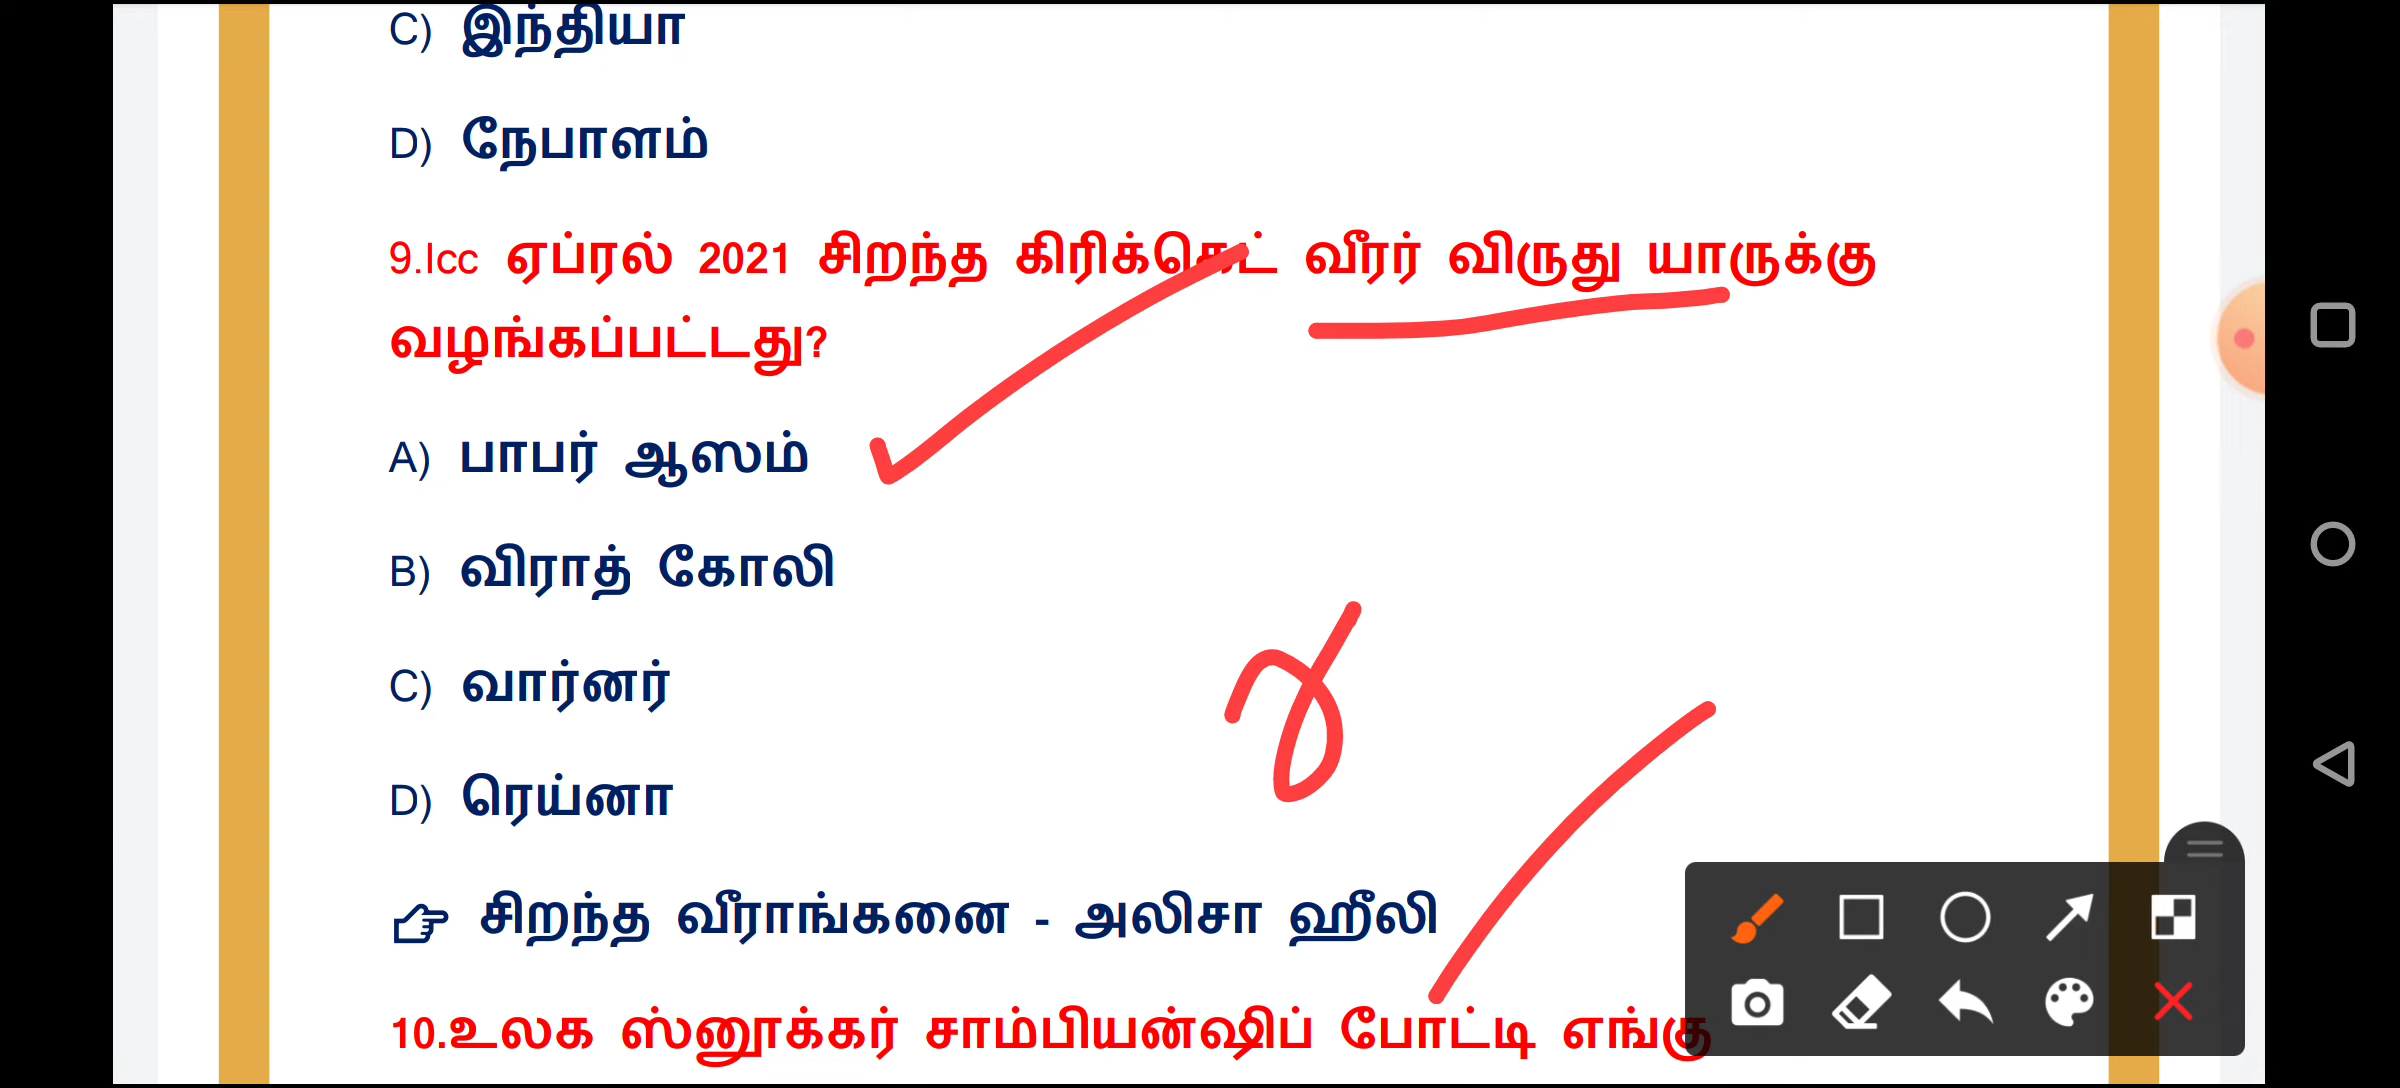 C) இந்தியா
D) நேபாளம்
9.Icc ஏப்ரல் 2021 சிறந்த கிரிக்கெட் வீரர் விருது யாருக்கு
வழங்கப்பட்டது?
A) பாபர் ஆஸம்
B) விராத் கோலி
C) வார்னர்
D) ரெய்னா
சிறந்த வீராங்கனை - அலிசா ஹீலி
10.உலக ஸ்னூக்கர் சாம்பியன்ஷிப் போட்டி எங்கு